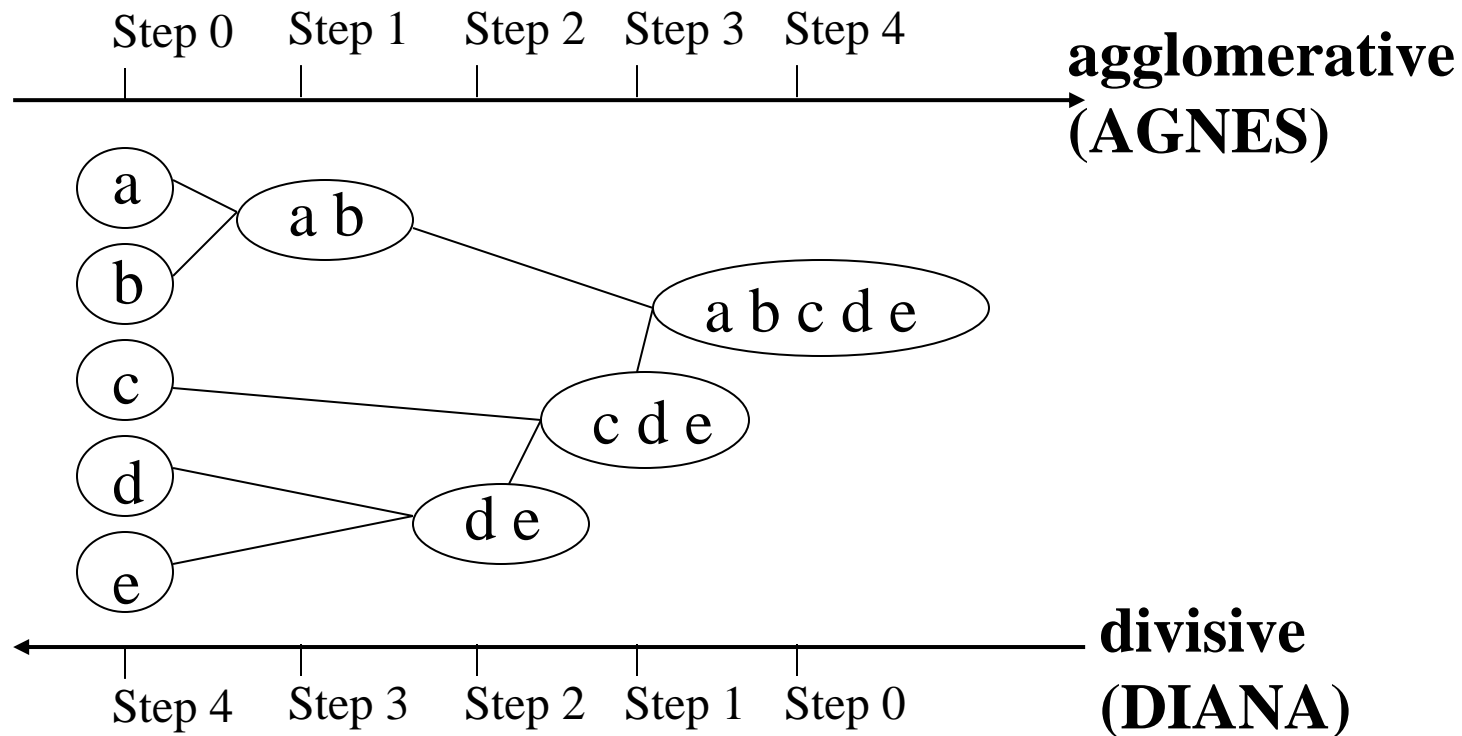 Step 0 Step 1 Step 2 Step 3 Step 4
agglomerative
(AGNES)
a
a b
b
a b c d e
c
c d e
d
d e
e
divisive
(DIANA)
Step 4 Step 3 Step 2 Step 1 Step 0